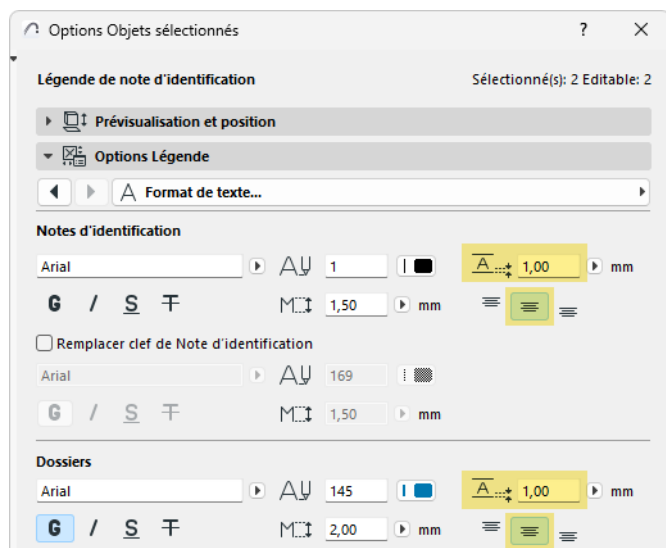 Options Objets sélectionnés ?
Légende de note d'identification Sélectionné(s): 2 Editable: 2
Prévisualisation et position
Options Légende
A Format de texte...
Notes d'identification
Arial 1 A 1,00 mm
G I S T M 1,50 mm
Remplacer clef de Note d'identification
Arial 169
G I S T M 1,50 mm
Dossiers
Arial 145 A 1,00 mm
G I S T M 2,00 mm